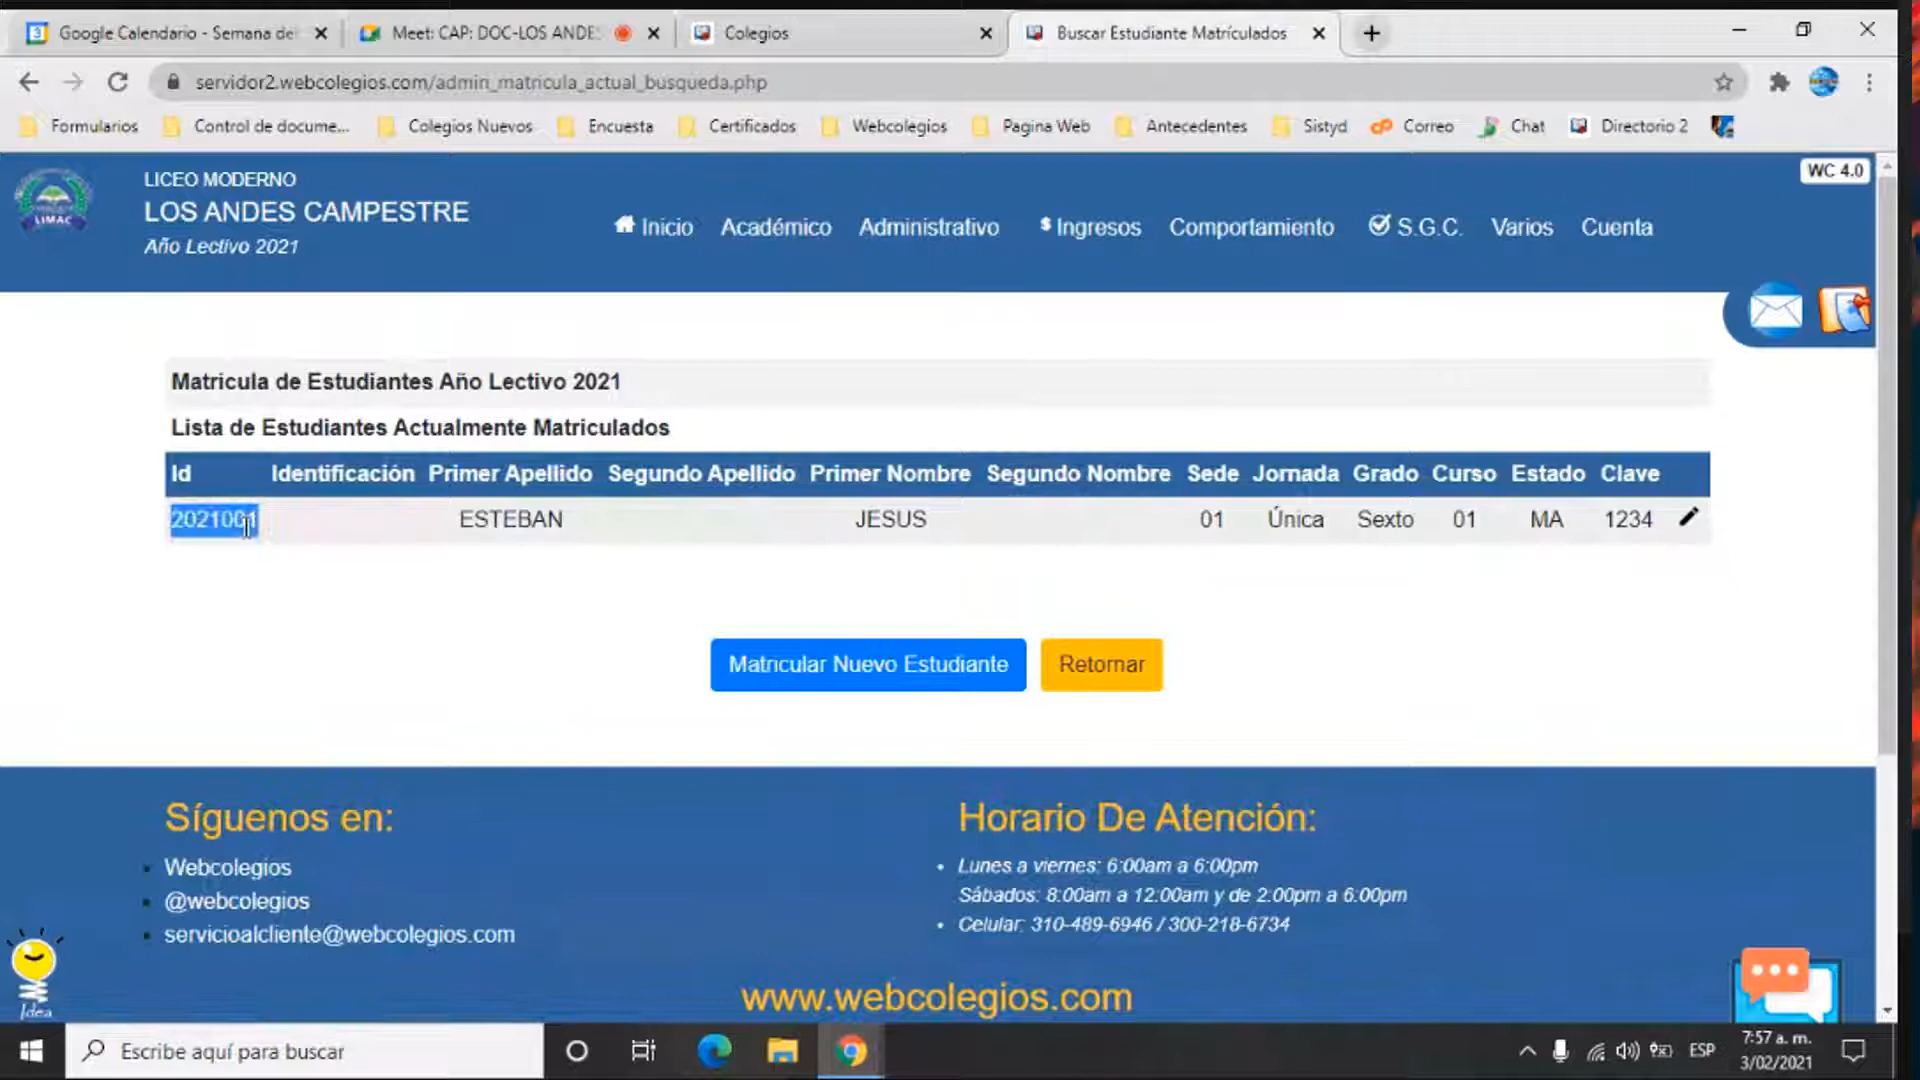 Google Calendario - Semana de
Meet: CAP: DOC-LOS ANDE
Colegios
Buscar Estudiante Matrículados
servidor2.webcolegios.com/admin_matricula_actual_busqueda.php
Formularios
Control de docume...
Colegios Nuevos
Encuesta
Certificados
Webcolegios
Pagina Web
Antecedentes
Sistyd
Correo
Chat
Directorio 2
WC 4.0
LIMAC
LICEO MODERNO
LOS ANDES CAMPESTRE
Año Lectivo 2021
Inicio Académico Administrativo $ Ingresos Comportamiento S.G.C. Varios Cuenta
Matricula de Estudiantes Año Lectivo 2021
Lista de Estudiantes Actualmente Matriculados
Id Identificación Primer Apellido Segundo Apellido Primer Nombre Segundo Nombre Sede Jornada Grado Curso Estado Clave
2021001 ESTEBAN JESUS 01 Única Sexto 01 MA 1234
Matricular Nuevo Estudiante
Retornar
Síguenos en:
Webcolegios
@webcolegios
servicioalcliente@webcolegios.com
Horario De Atención:
Lunes a viernes: 6:00am a 6:00pm
Sábados: 8:00am a 12:00am y de 2.00pm a 6:00pm
Celular: 310-489-6946 / 300-218-6734
Idea
www.webcolegios.com
Escribe aquí para buscar
ESP
7:57 a. m.
3/02/2021